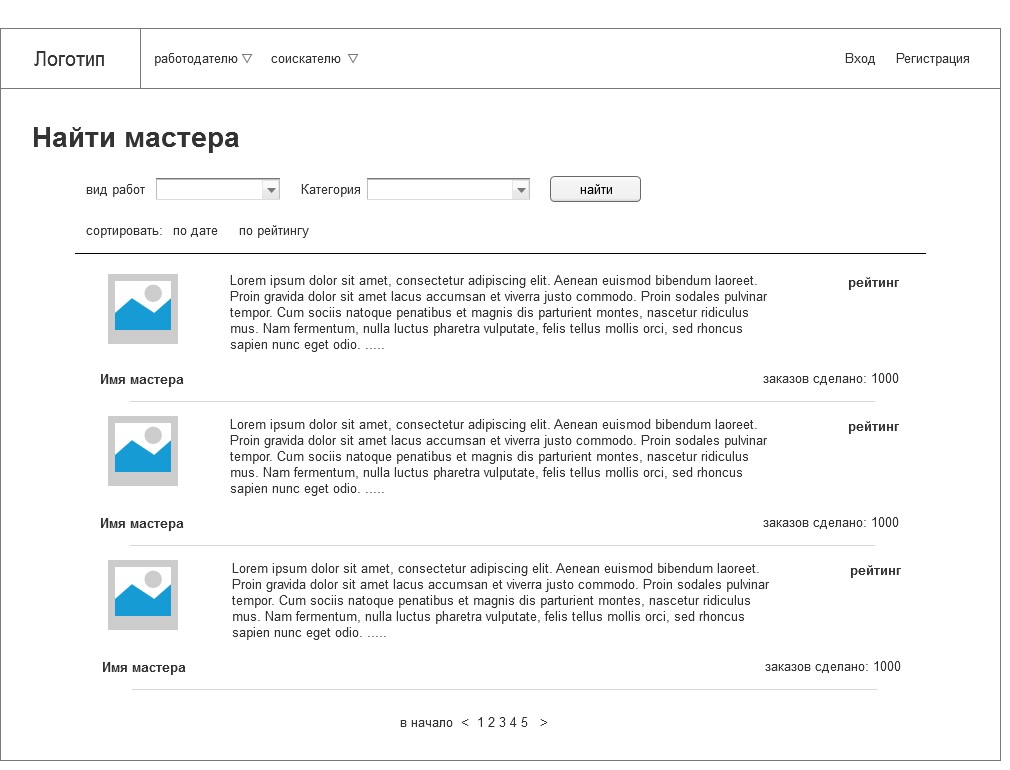 Логотип
работодателю ▽ соискателю ▽
Вход Регистрация
Найти мастера
вид работ Категория найти
сортировать: по дате по рейтингу
Lorem ipsum dolor sit amet, consectetur adipiscing elit. Aenean euismod bibendum laoreet.
Proin gravida dolor sit amet lacus accumsan et viverra justo commodo. Proin sodales pulvinar
tempor. Cum sociis natoque penatibus et magnis dis parturient montes, nascetur ridiculus
mus. Nam fermentum, nulla luctus pharetra vulputate, felis tellus mollis orci, sed rhoncus
sapien nunc eget odio. .....
рейтинг
Имя мастера
заказов сделано: 1000
Lorem ipsum dolor sit amet, consectetur adipiscing elit. Aenean euismod bibendum laoreet.
Proin gravida dolor sit amet lacus accumsan et viverra justo commodo. Proin sodales pulvinar
tempor. Cum sociis natoque penatibus et magnis dis parturient montes, nascetur ridiculus
mus. Nam fermentum, nulla luctus pharetra vulputate, felis tellus mollis orci, sed rhoncus
sapien nunc eget odio. .....
рейтинг
Имя мастера
заказов сделано: 1000
Lorem ipsum dolor sit amet, consectetur adipiscing elit. Aenean euismod bibendum laoreet.
Proin gravida dolor sit amet lacus accumsan et viverra justo commodo. Proin sodales pulvinar
tempor. Cum sociis natoque penatibus et magnis dis parturient montes, nascetur ridiculus
mus. Nam fermentum, nulla luctus pharetra vulputate, felis tellus mollis orci, sed rhoncus
sapien nunc eget odio. .....
рейтинг
Имя мастера
заказов сделано: 1000
в начало < 1 2 3 4 5 >